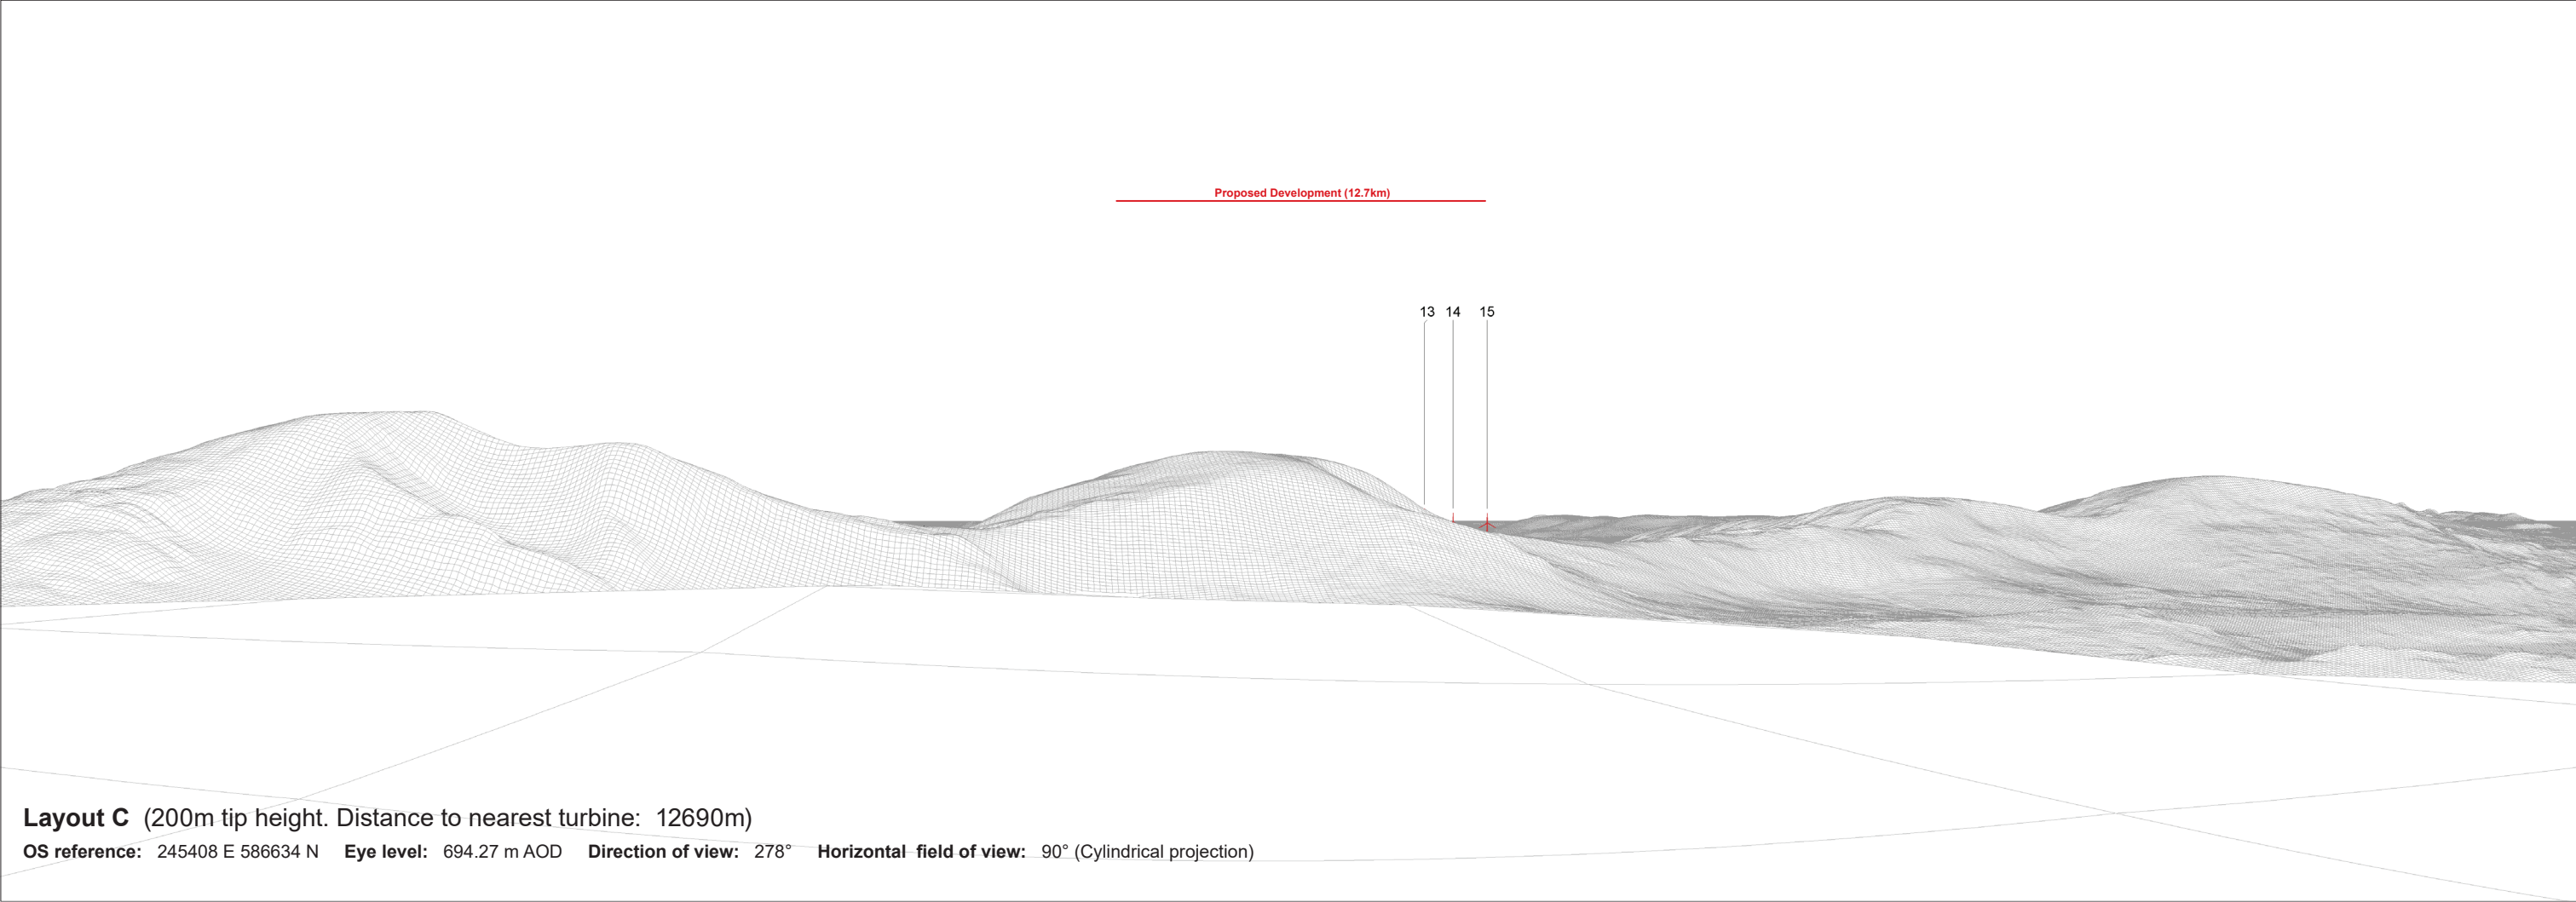 Proposed Development (12.7km)
13 14 15
Layout C (200m tip height. Distance to nearest turbine: 12690m)
OS reference: 245408 E 586634 N Eye level: 694.27 m AOD Direction of view: 278° Horizontal field of view: 90° (Cylindrical projection)